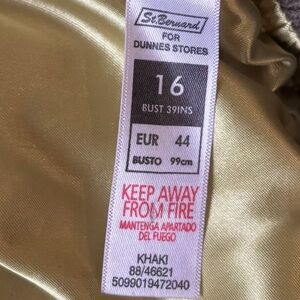 St. Bernard
FOR
DUNNES STORES
16
BUST 39INS
EUR 44
BUSTO 99cm
KEEP AWAY
FROM FIRE
MANTENGA APARTADO
DEL FUEGO
KHAKI
88/46621
5099019472040